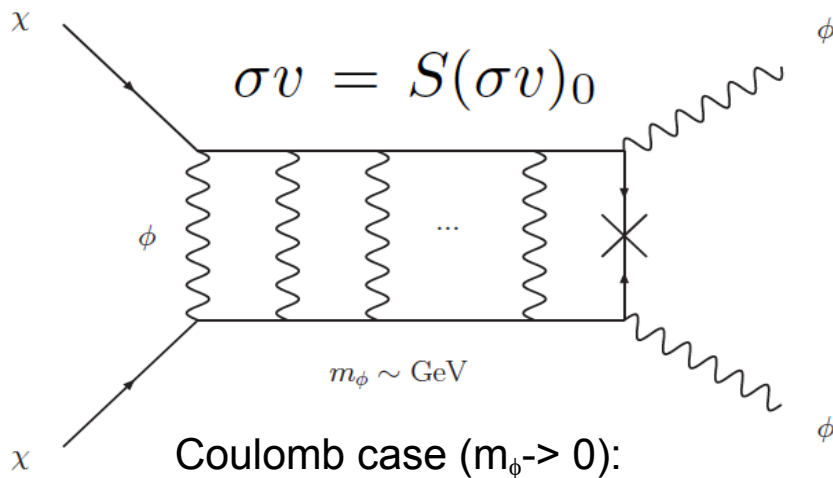 χ
ϕ
σv = S(σv)₀
ϕ
...
m_ϕ ∼ GeV
χ
ϕ
Coulomb case (m_ϕ-> 0):